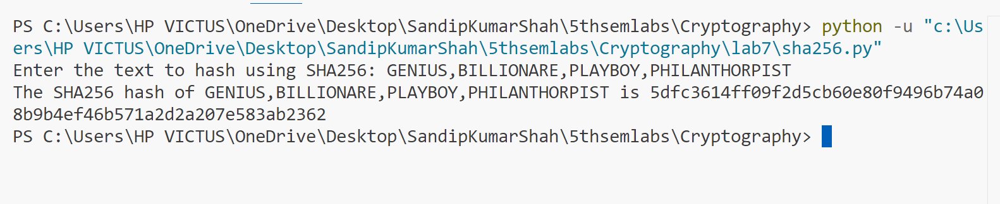 PS C:\Users\HP VICTUS\OneDrive\Desktop\SandipKumarShah\5thsemlabs\Cryptography> python -u "c:\Us
ers\HP VICTUS\OneDrive\Desktop\SandipKumarShah\5thsemlabs\Cryptography\lab7\sha256.py"
Enter the text to hash using SHA256: GENIUS,BILLIONARE,PLAYBOY,PHILANTHORPIST
The SHA256 hash of GENIUS,BILLIONARE,PLAYBOY,PHILANTHORPIST is 5dfc3614ff09f2d5cb60e80f9496b74a0
8b9b4ef46b571a2d2a207e583ab2362
PS C:\Users\HP VICTUS\OneDrive\Desktop\SandipKumarShah\5thsemlabs\Cryptography>